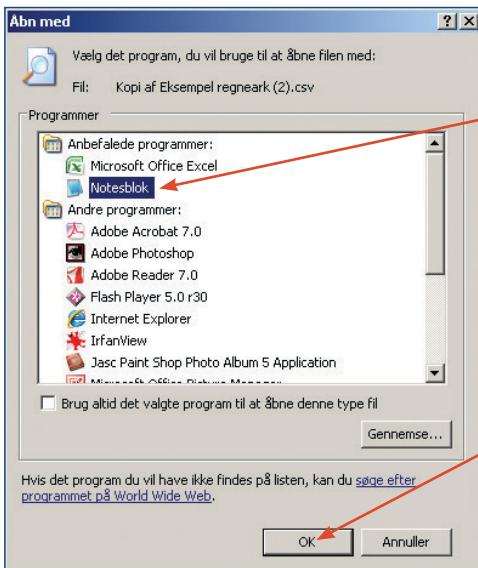 Åbn med
Vælg det program, du vil bruge til at åbne filen med:
Fil: Kopi af Eksempel regneark (2).csv
Programmer
Anbefalede programmer:
Microsoft Office Excel
Notesblok
Andre programmer:
Adobe Acrobat 7.0
Adobe Photoshop
Adobe Reader 7.0
Flash Player 5.0 r30
Internet Explorer
IrfanView
Jasc Paint Shop Photo Album 5 Application
Microsoft Office Picture Manager
Brug altid det valgte program til at åbne denne type fil
Gennemse...
Hvis det program du vil have ikke findes på listen, kan du søge efter
programmet på World Wide Web.
OK Annuller